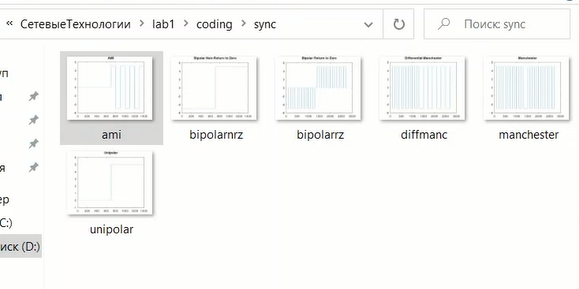 « СетевыеТехнологии > lab1 > coding > sync
Поиск: sync
AMI
Bipolar Non-Return to Zero
Bipolar Return to Zero
Differential Manchester
Manchester
уп
ami
bipolarnrz
bipolarrz
diffmanc
manchester
Unipolar
я
ер
C:)
иск (D:)
unipolar